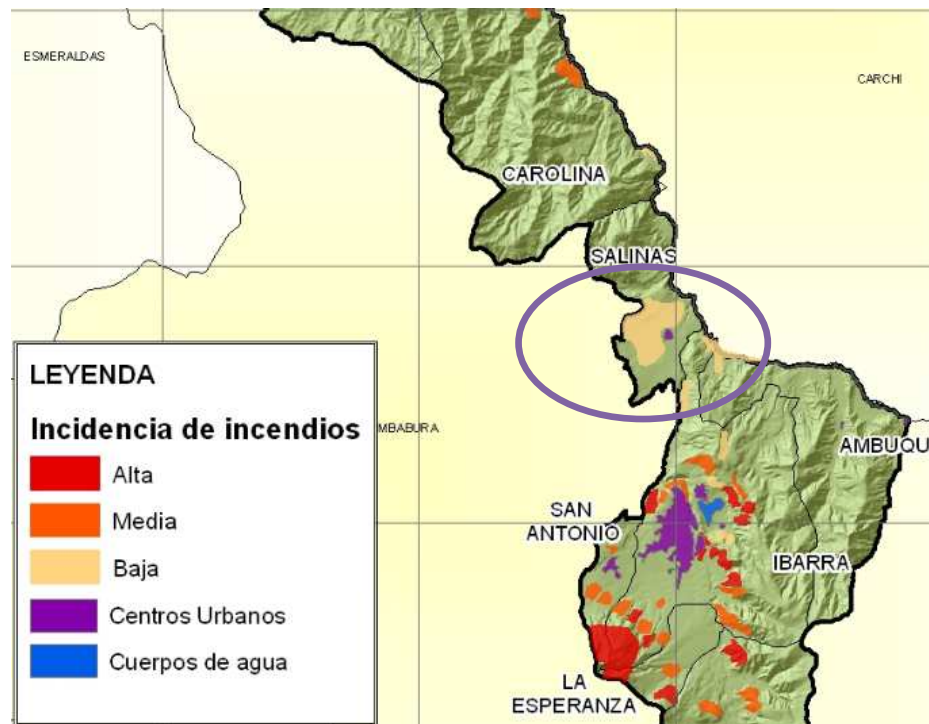 ESMERALDAS
CARCHI
CAROLINA
SALINAS
LEYENDA
Incidencia de incendios
Alta
Media
Baja
Centros Urbanos
Cuerpos de agua
MBABURA
AMBUQU
SAN
ANTONIO
IBARRA
LA
ESPERANZA